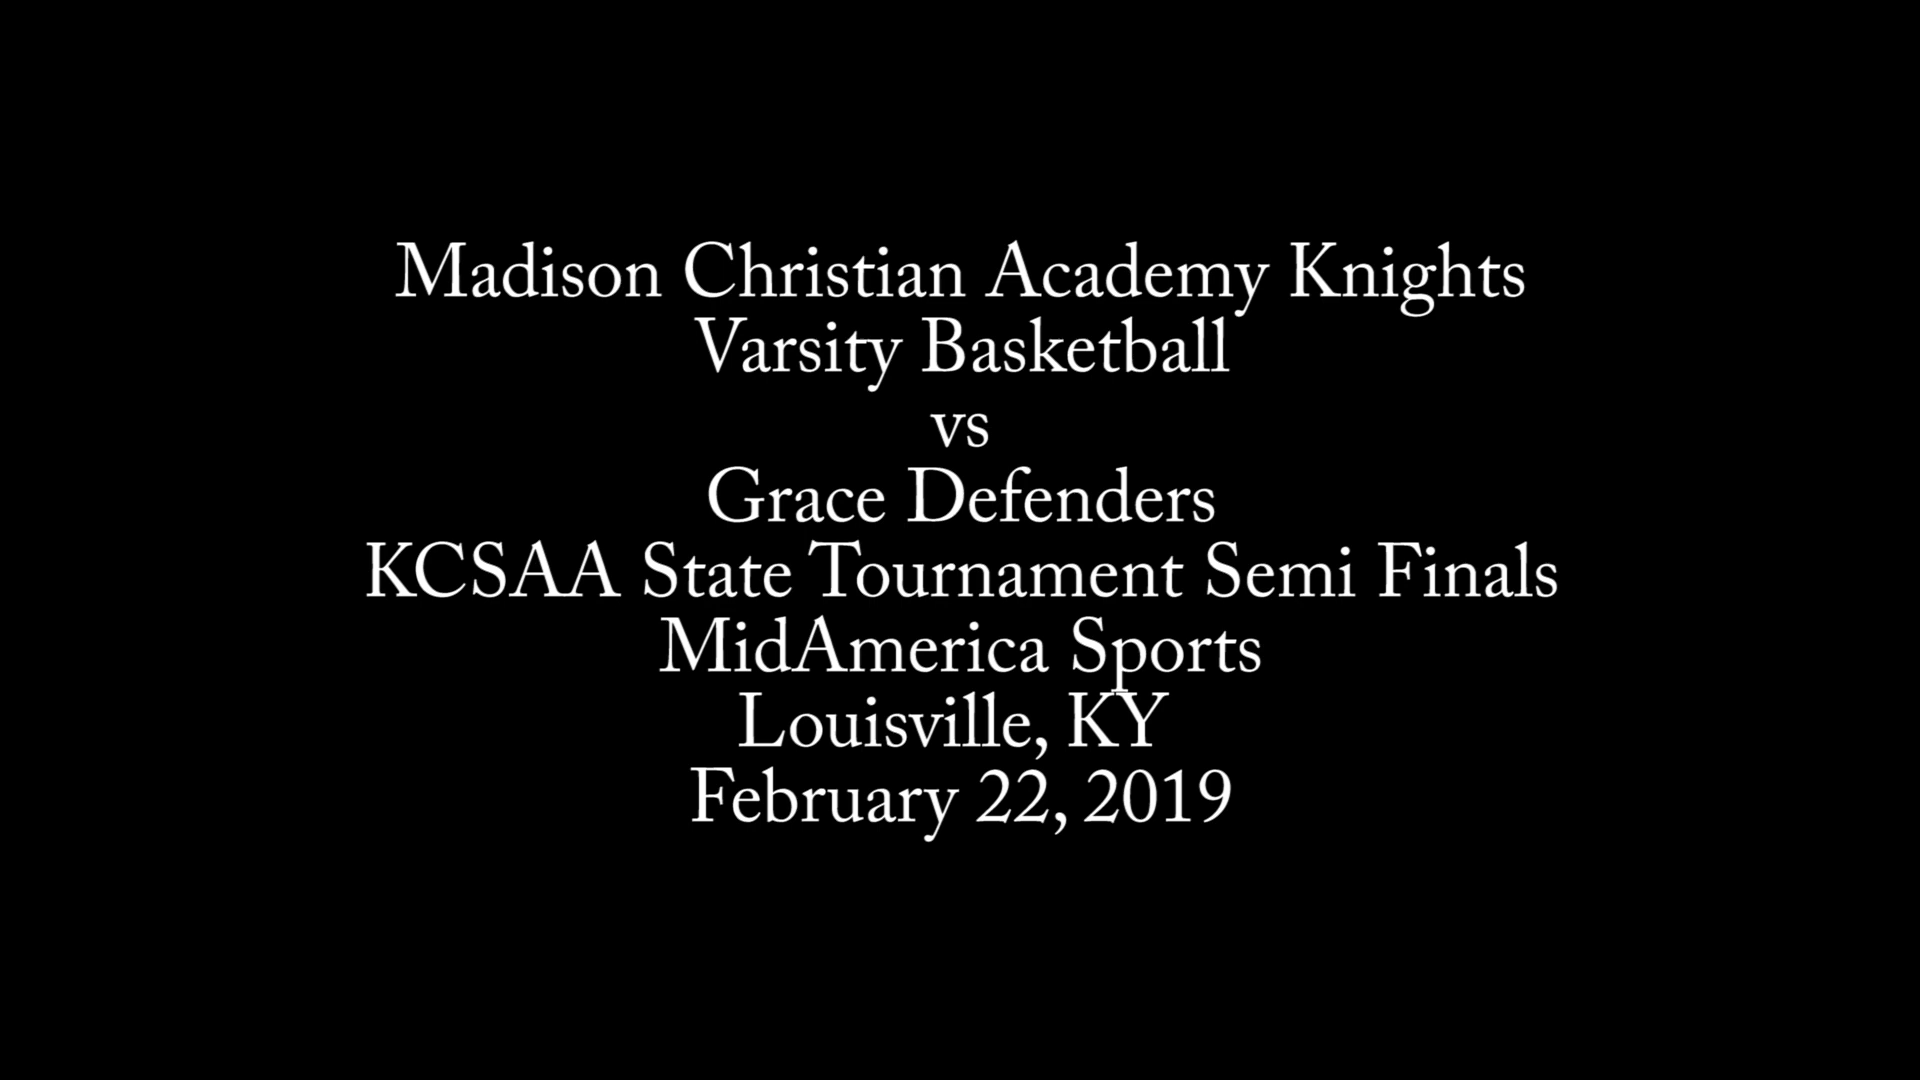 Madison Christian Academy Knights
Varsity Basketball
vs
Grace Defenders
KCSAA State Tournament Semi Finals
MidAmerica Sports
Louisville, KY
February 22, 2019